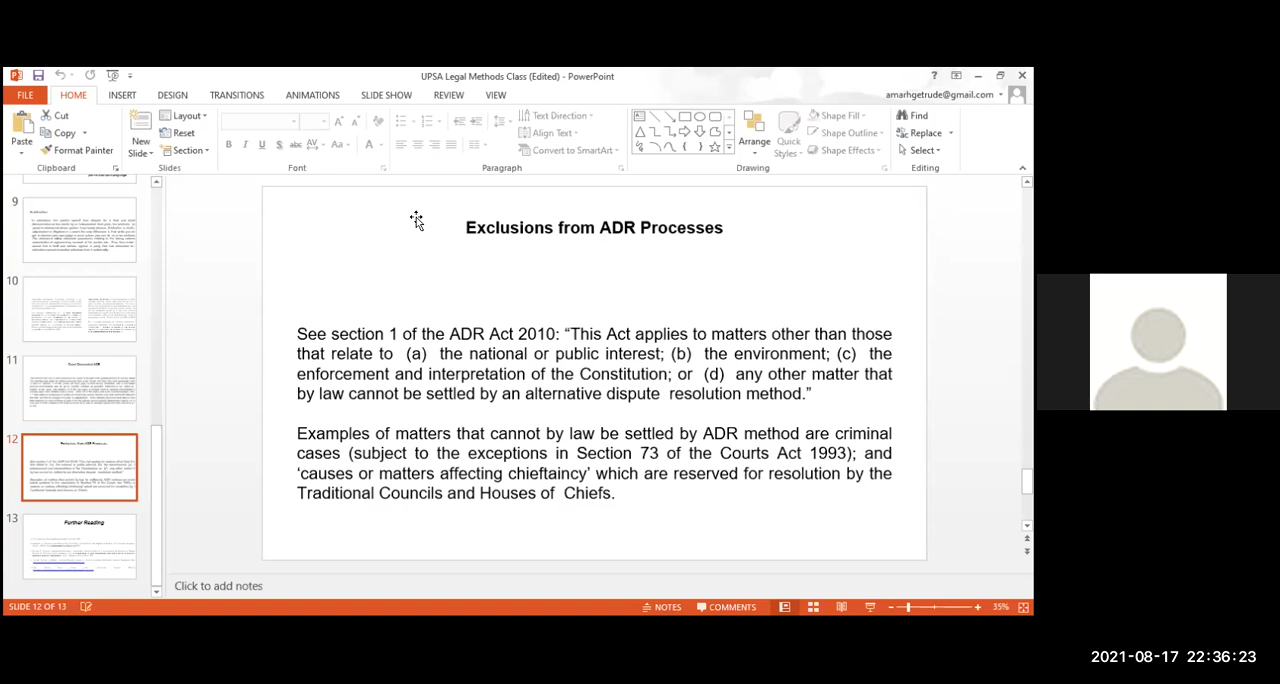 UPSA Legal Methods Class (Edited) - PowerPoint
?
FILE HOME INSERT DESIGN TRANSITIONS ANIMATIONS SLIDE SHOW REVIEW VIEW
amarhgetrude@gmail.com
Paste
Cut
Copy
Format Painter
Clipboard
New
Slide
Layout
Reset
Section
Slides
B I U S abc AV Aa A
Font
Text Direction
Align Text
Convert to SmartArt
Paragraph
Arrange
Quick
Styles
Shape Fill
Shape Outline
Shape Effects
Drawing
Find
Replace
Select
Editing
9
10
11
12
13
Further Reading
Exclusions from ADR Processes
See section 1 of the ADR Act 2010: “This Act applies to matters other than those
that relate to (a) the national or public interest; (b) the environment; (c) the
enforcement and interpretation of the Constitution; or (d) any other matter that
by law cannot be settled by an alternative dispute resolution method.”
Examples of matters that cannot by law be settled by ADR method are criminal
cases (subject to the exceptions in Section 73 of the Courts Act 1993); and
‘causes or matters affecting chieftaincy’ which are reserved for resolution by the
Traditional Councils and Houses of Chiefs.
Click to add notes
SLIDE 12 OF 13
NOTES COMMENTS
35%
2021-08-17 22:36:23